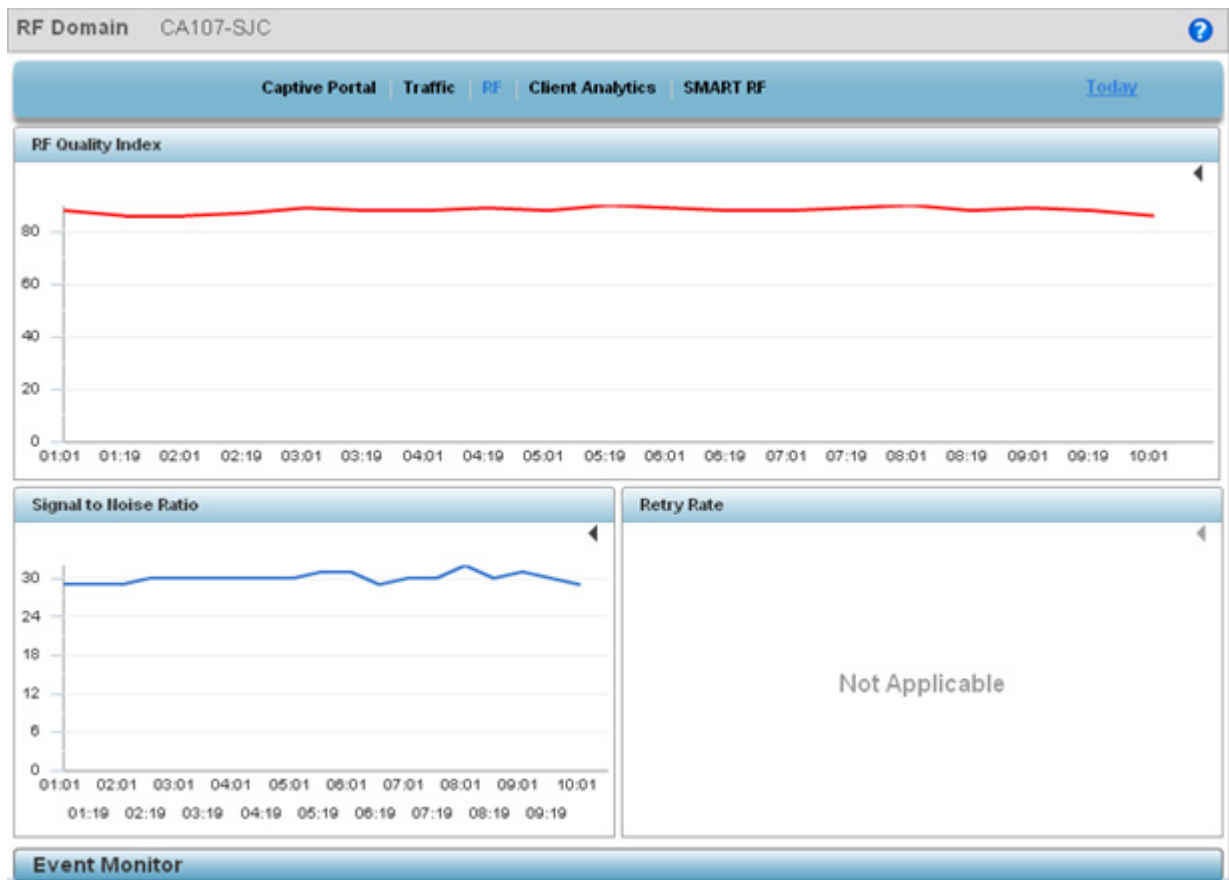 RF Domain CA107-SJC ?
Captive Portal Traffic RF Client Analytics SMART RF Today
RF Quality Index
80
60
40
20
0
01:01 01:19 02:01 02:19 03:01 03:19 04:01 04:19 05:01 05:19 06:01 06:19 07:01 07:19 08:01 08:19 09:01 09:19 10:01
Signal to Noise Ratio
30
24
18
12
6
0
01:01 02:01 03:01 04:01 05:01 06:01 07:01 08:01 09:01 10:01
01:19 02:19 03:19 04:19 05:19 06:19 07:19 08:19 09:19
Retry Rate
Not Applicable
Event Monitor